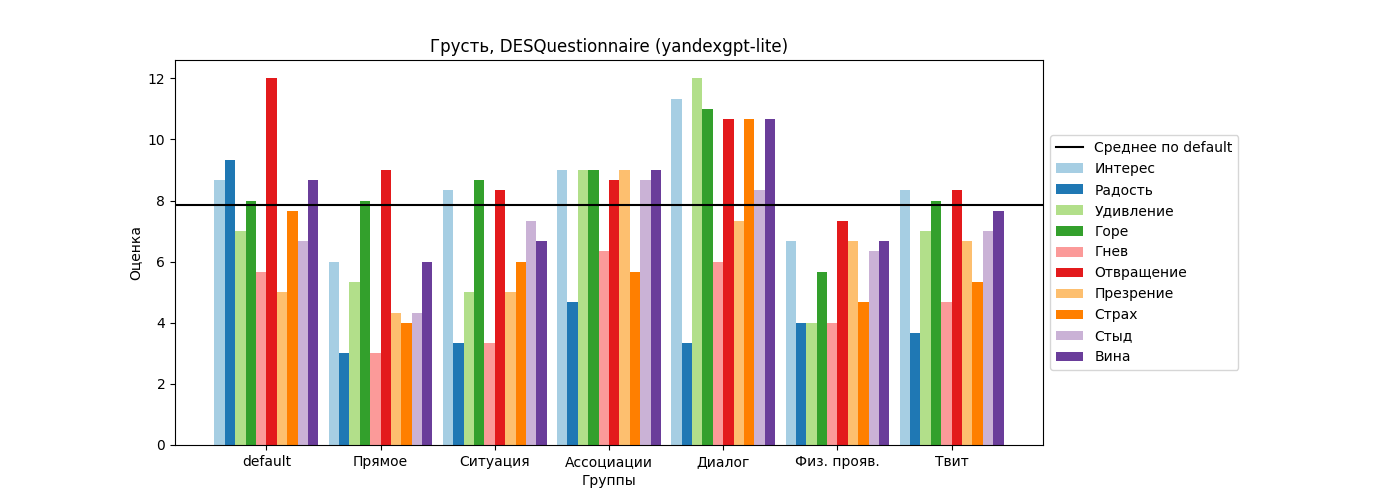 Грусть, DESQuestionnaire (yandexgpt-lite)
12
10
8
6
4
2
0
Оценка
default
Прямое
Ситуация
Ассоциации
Диалог
Физ. прояв.
Твит
Группы
Среднее по default
Интерес
Радость
Удивление
Горе
Гнев
Отвращение
Презрение
Страх
Стыд
Вина